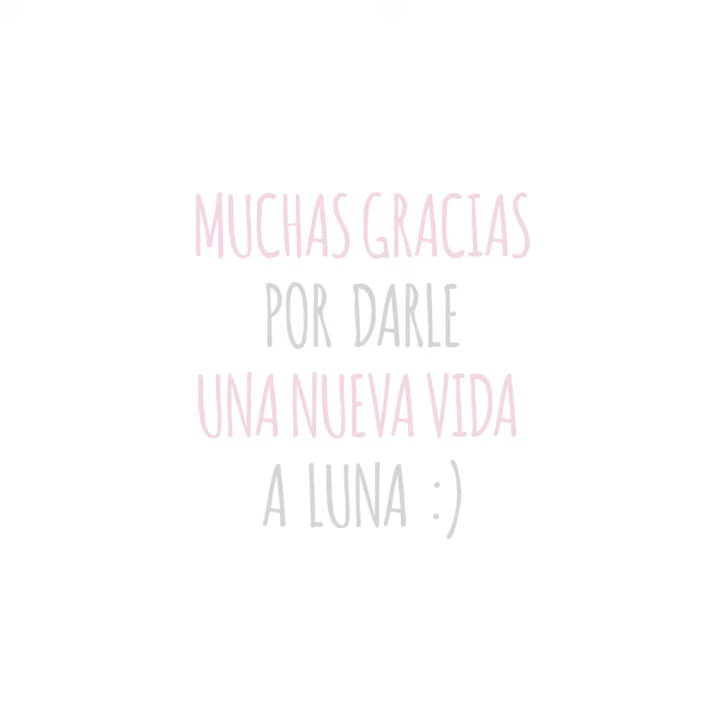 MUCHAS GRACIAS
POR DARLE
UNA NUEVA VIDA
A LUNA :)